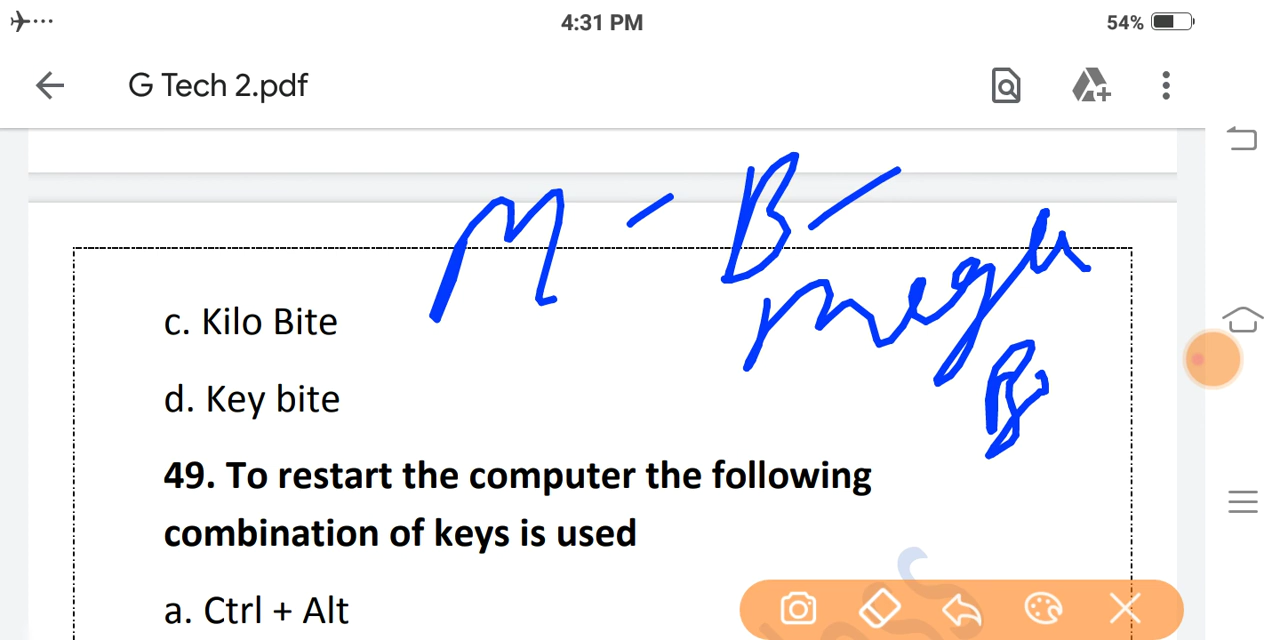 4:31 PM 54%
G Tech 2.pdf
M - B -
mega
B
c. Kilo Bite
d. Key bite
49. To restart the computer the following
combination of keys is used
a. Ctrl + Alt